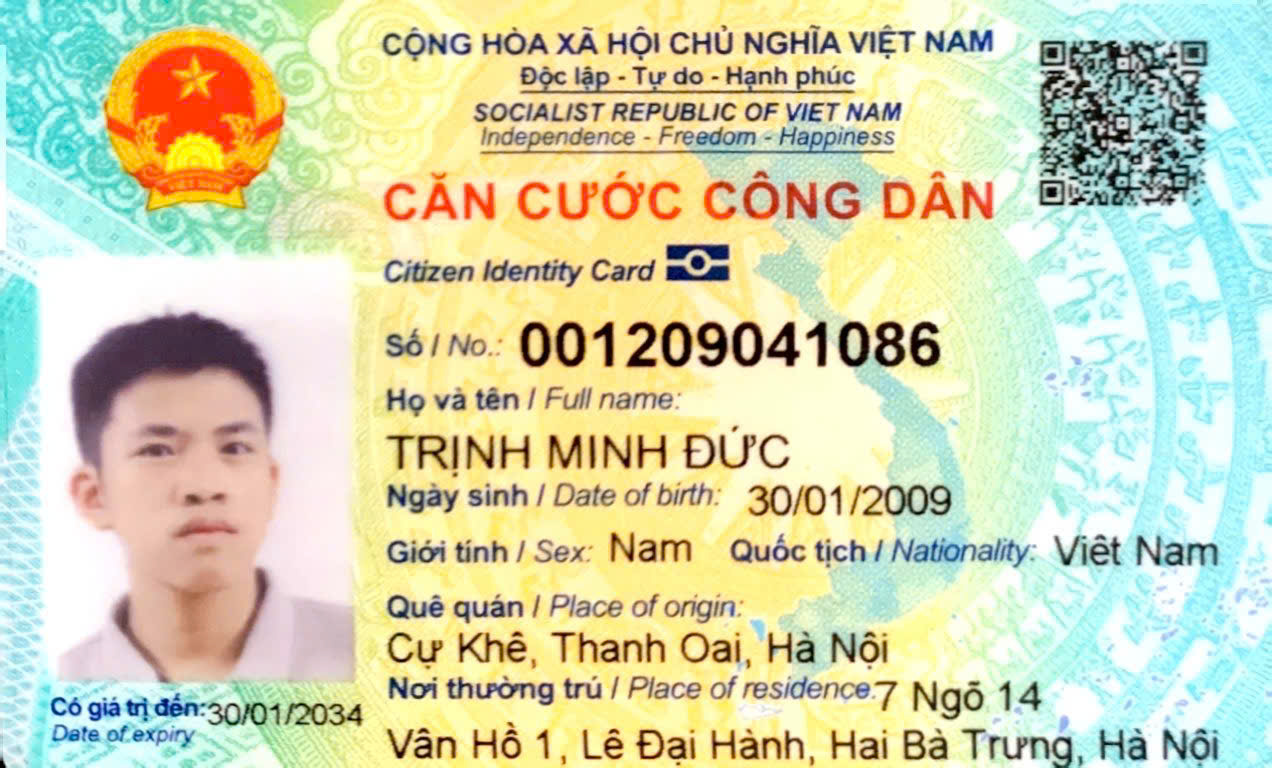 CỘNG HÒA XÃ HỘI CHỦ NGHĨA VIỆT NAM
Độc lập - Tự do - Hạnh phúc
SOCIALIST REPUBLIC OF VIET NAM
Independence - Freedom - Happiness
VIỆT NAM
CĂN CƯỚC CÔNG DÂN
Citizen Identity Card
Số / No.: 001209041086
Họ và tên / Full name:
TRỊNH MINH ĐỨC
Ngày sinh / Date of birth: 30/01/2009
Giới tính / Sex: Nam Quốc tịch / Nationality: Việt Nam
Quê quán / Place of origin:
Cự Khê, Thanh Oai, Hà Nội
Nơi thường trú / Place of residence: 7 Ngõ 14
Vân Hồ 1, Lê Đại Hành, Hai Bà Trưng, Hà Nội
Có giá trị đến: 30/01/2034
Date of expiry